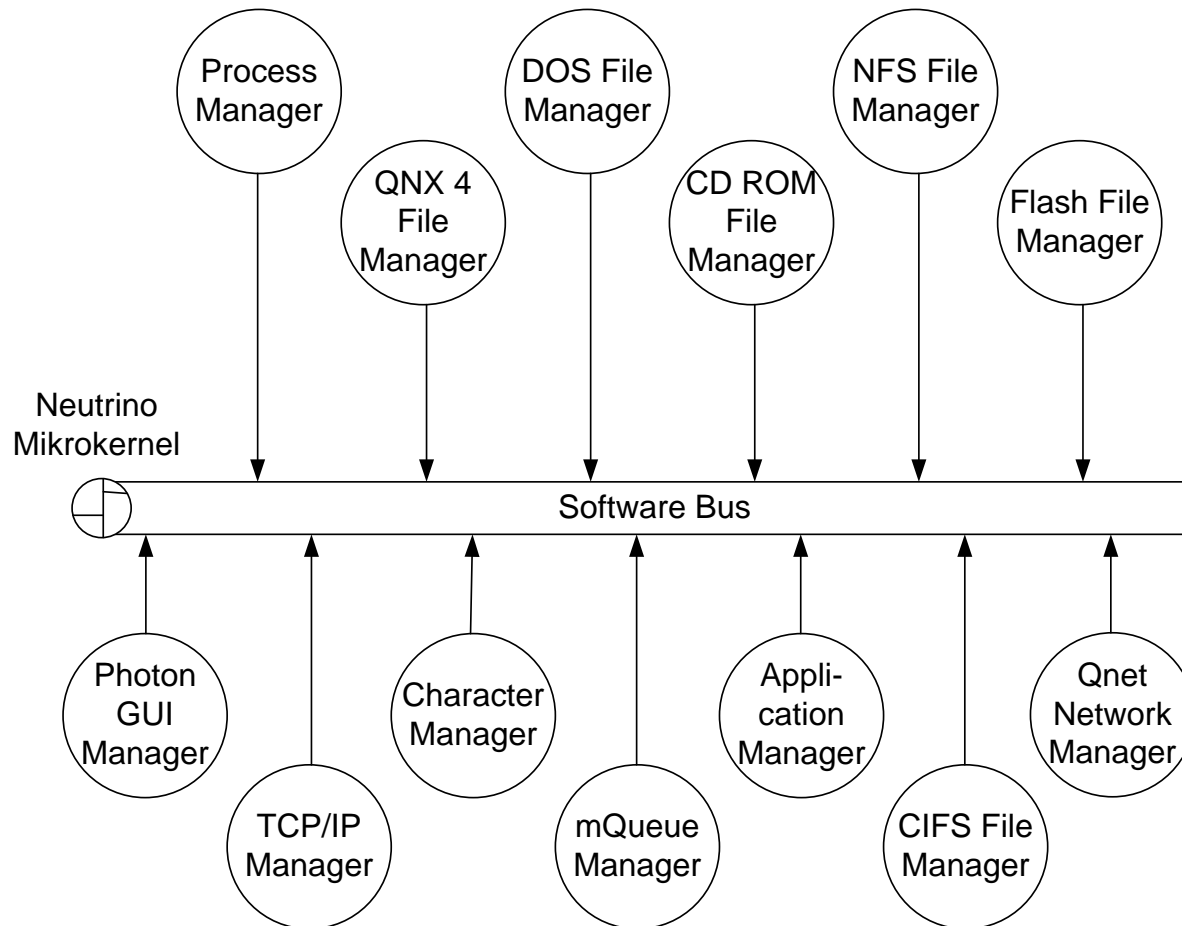 Process
Manager
DOS File
Manager
NFS File
Manager
QNX 4
File
Manager
CD ROM
File
Manager
Flash File
Manager
Neutrino
Mikrokernel
Software Bus
Photon
GUI
Manager
Character
Manager
Appli-
cation
Manager
Qnet
Network
Manager
TCP/IP
Manager
mQueue
Manager
CIFS File
Manager